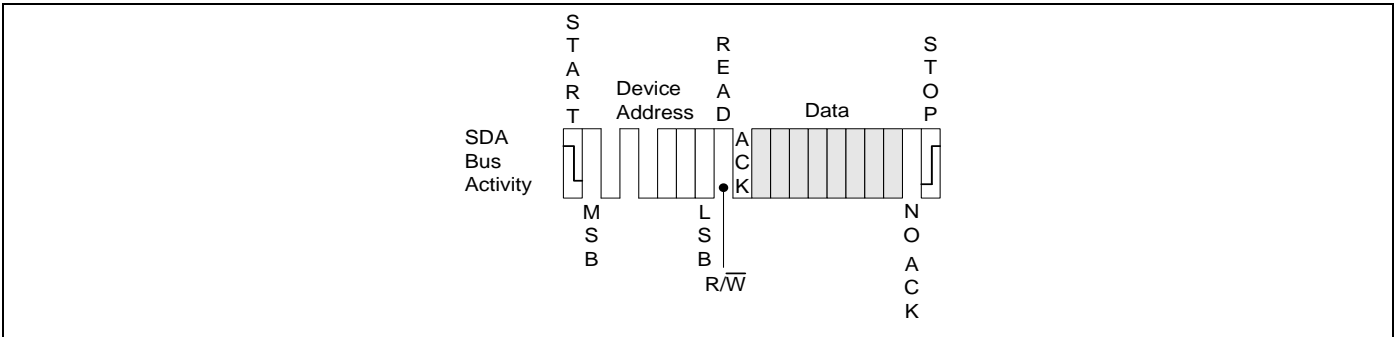 START
READ
STOP
Device
Address
Data
SDA
Bus
Activity
ACK
MSB
LSB
R/W̅
NO ACK